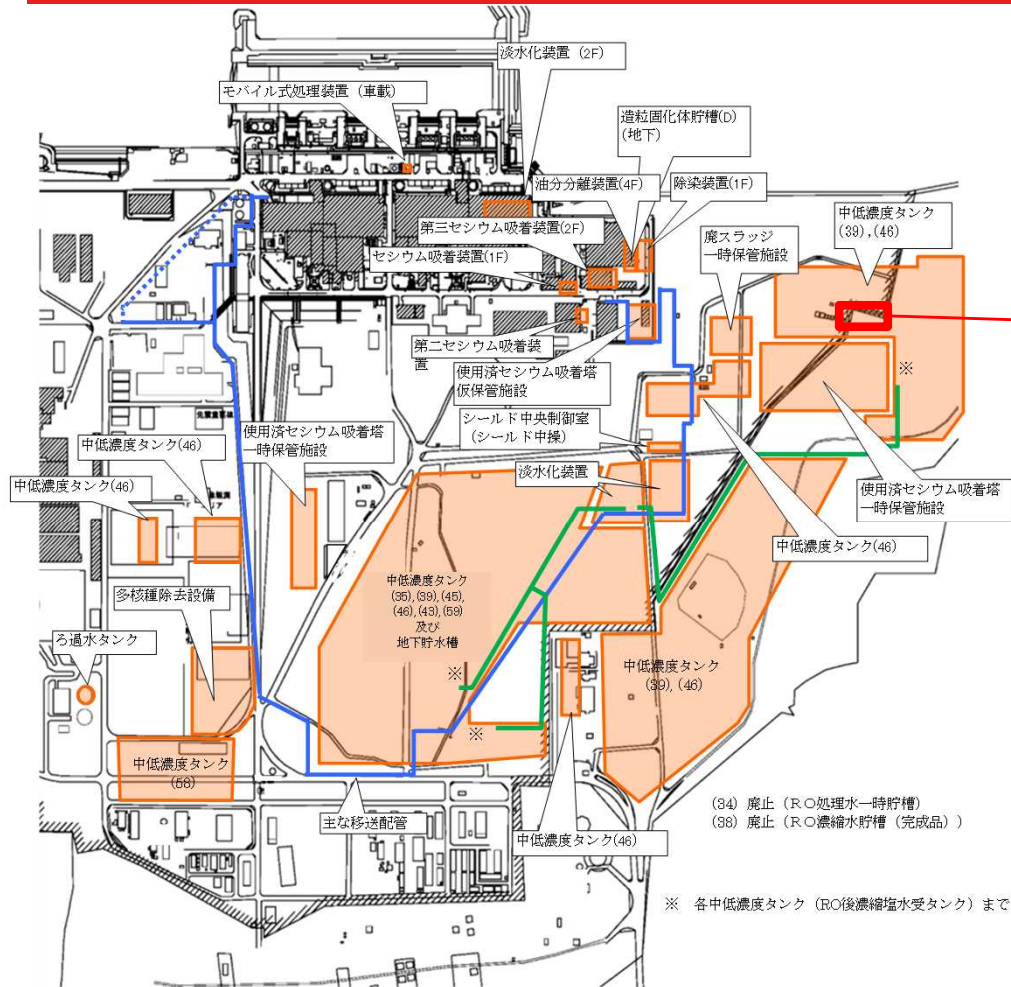 淡水化装置 (2F)
モバイル式処理装置 (車載)
造粒固化体貯槽(D)
(地下)
油分分離装置(4F)
除染装置(1F)
中低濃度タンク
(39),(46)
第三セシウム吸着装置(2F)
廃スラッジ
一時保管施設
セシウム吸着装置(1F)
第二セシウム吸着装
置
使用済セシウム吸着塔
仮保管施設
※
シールド中央制御室
(シールド中操)
使用済セシウム吸着塔
一時保管施設
中低濃度タンク(46)
淡水化装置
中低濃度タンク(46)
使用済セシウム吸着塔
一時保管施設
中低濃度タンク(46)
中低濃度タンク
(35),(39),(45),
(46),(43),(59)
及び
地下貯水槽
多核種除去設備
ろ過水タンク
※
中低濃度タンク
(39),(46)
※
中低濃度タンク
(58)
主な移送配管
中低濃度タンク(46)
(34) 廃止 (RO処理水一時貯槽)
(38) 廃止 (RO濃縮水貯槽 (完成品) )
※ 各中低濃度タンク (RO後濃縮塩水受タンク) まで